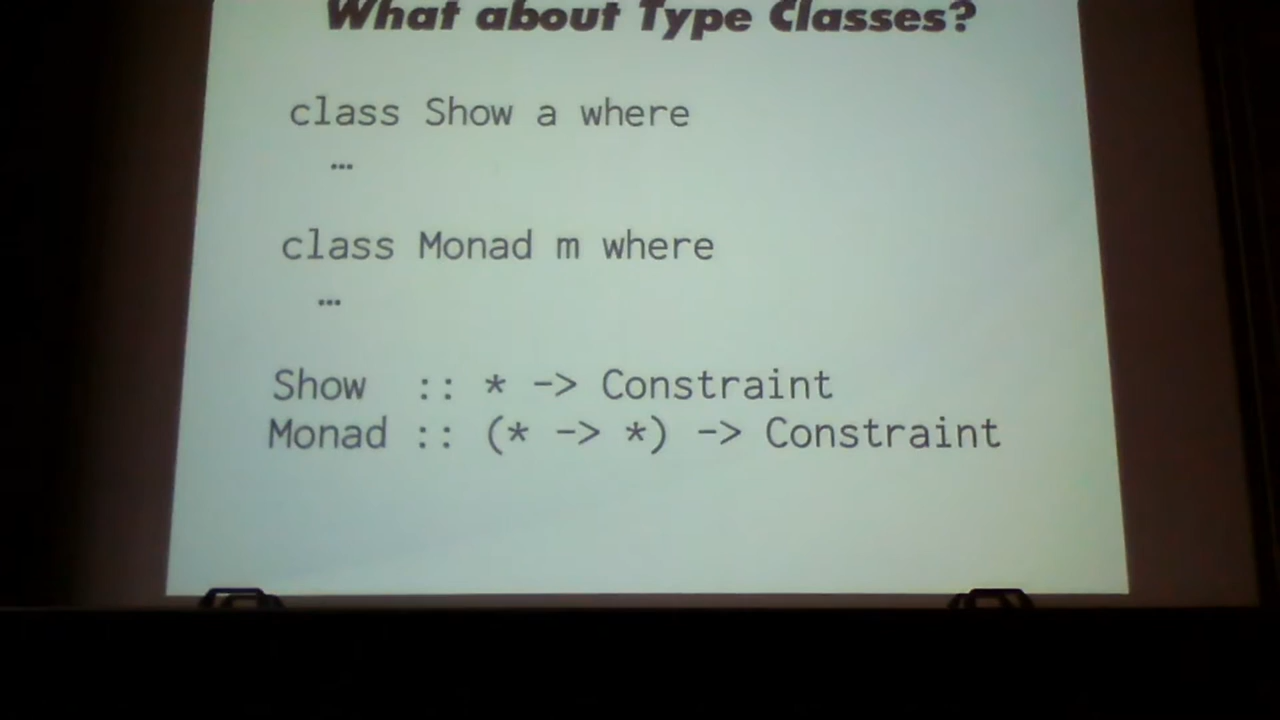 What about Type Classes?
class Show a where
…
class Monad m where
…
Show :: * -> Constraint
Monad :: (* -> *) -> Constraint